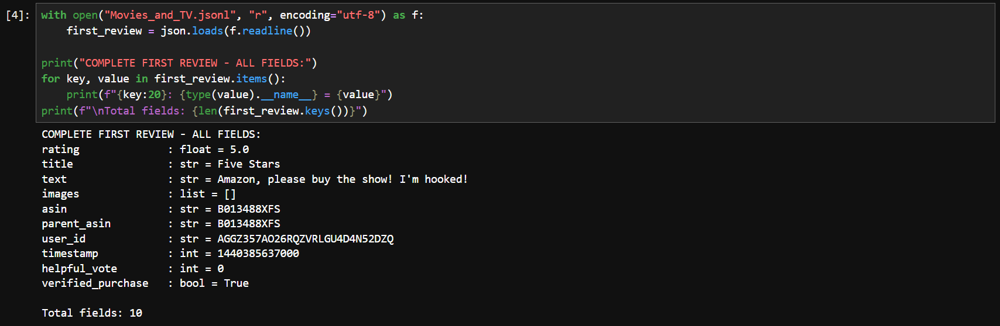 [4]: with open("Movies_and_TV.jsonl", "r", encoding="utf-8") as f:
    first_review = json.loads(f.readline())

print("COMPLETE FIRST REVIEW - ALL FIELDS:")
for key, value in first_review.items():
    print(f"{key:20}: {type(value).__name__} = {value}")
print(f"\nTotal fields: {len(first_review.keys())}")
COMPLETE FIRST REVIEW - ALL FIELDS:
rating              : float = 5.0
title               : str = Five Stars
text                : str = Amazon, please buy the show! I'm hooked!
images              : list = []
asin                : str = B013488XFS
parent_asin         : str = B013488XFS
user_id             : str = AGGZ357AO26RQZVRLGU4D4N52DZQ
timestamp           : int = 1440385637000
helpful_vote        : int = 0
verified_purchase   : bool = True

Total fields: 10